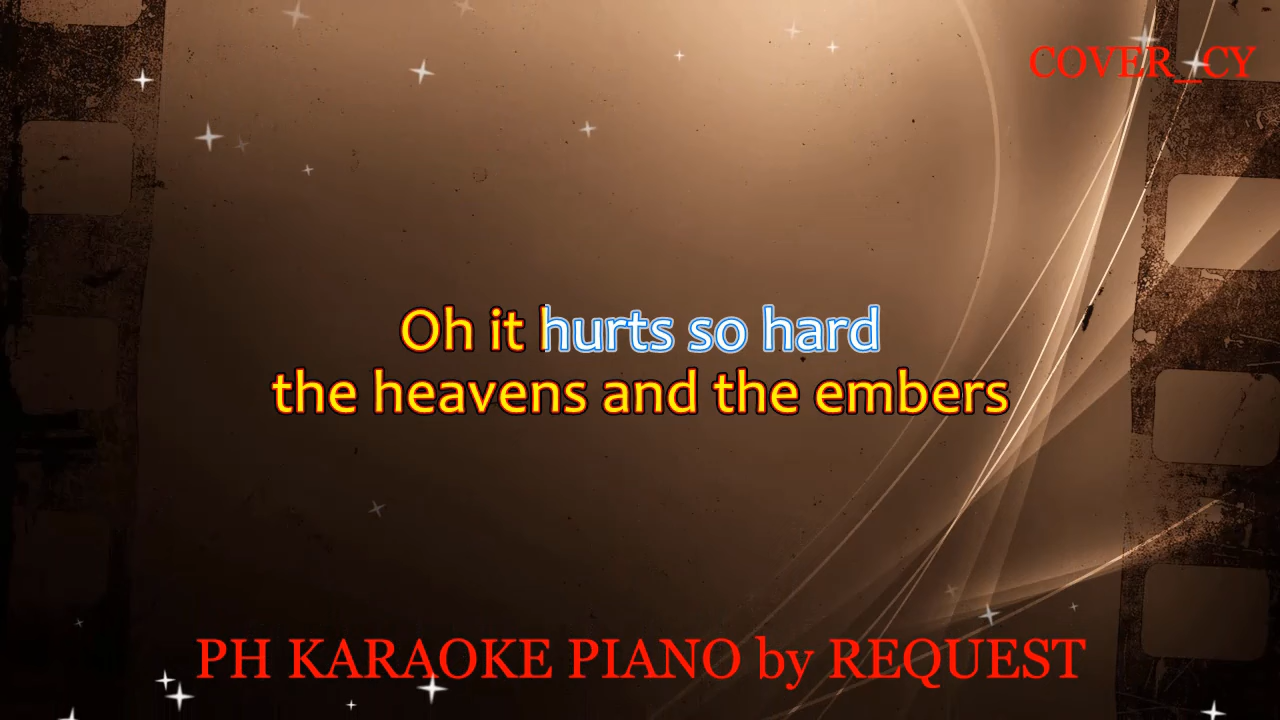 COVER_CY
Oh it hurts so hard
the heavens and the embers
PH KARAOKE PIANO by REQUEST